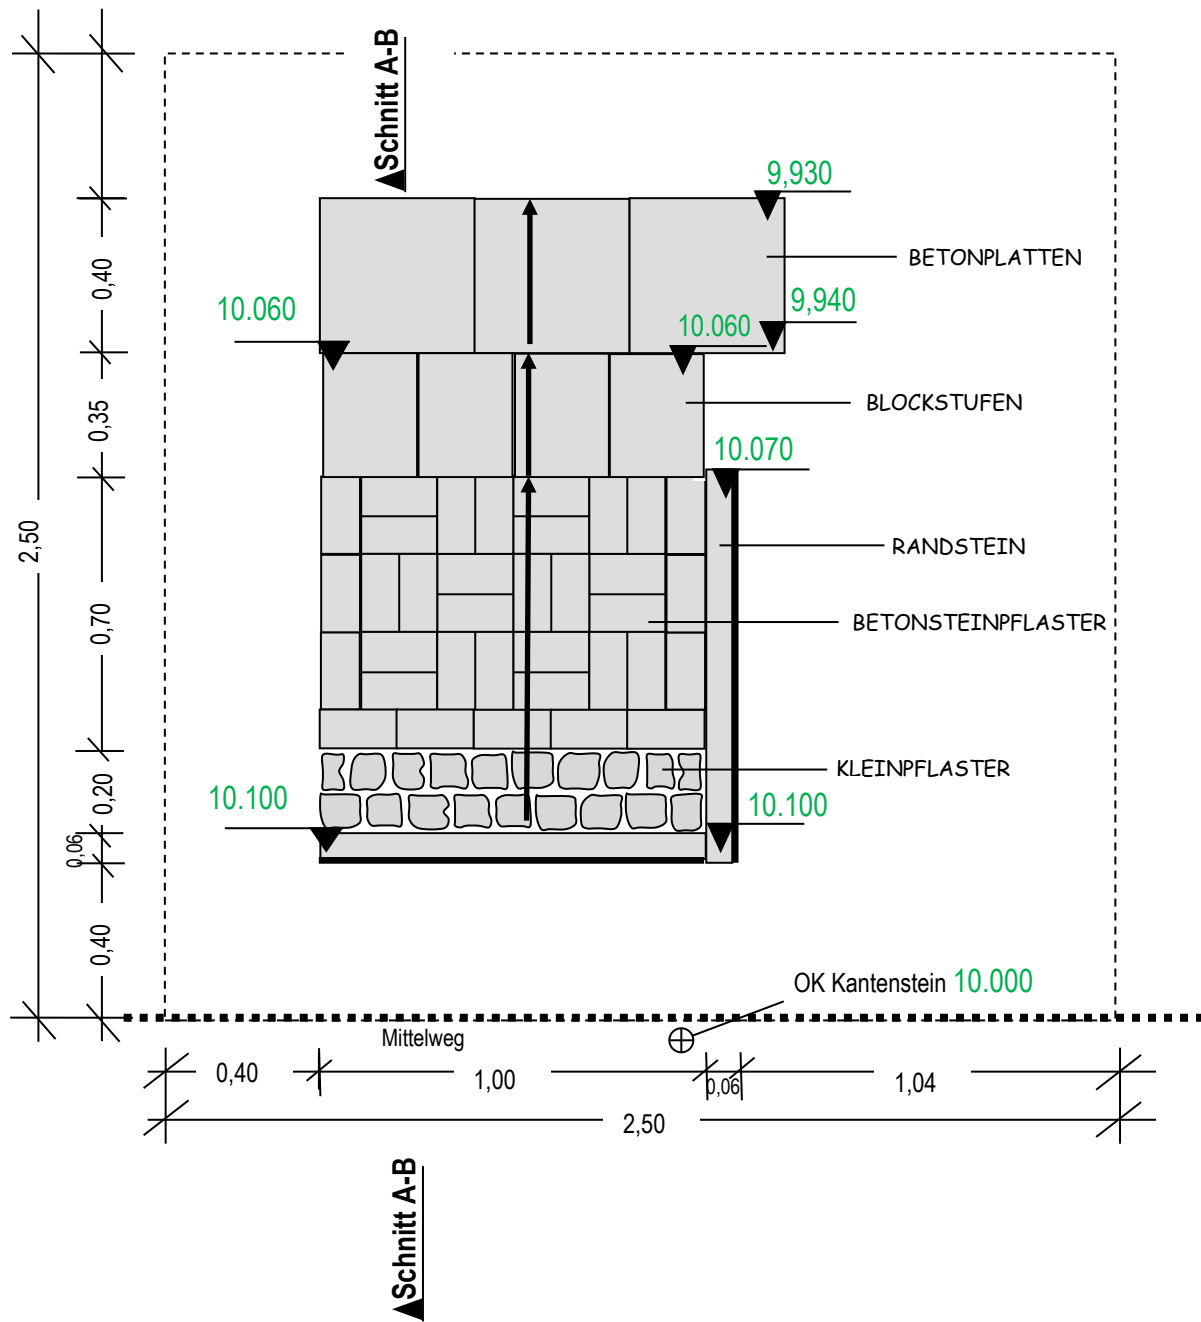 Schnitt A-B
9,930
BETONPLATTEN
0,40
10.060
9,940
10.060
0,35
BLOCKSTUFEN
10.070
2,50
RANDSTEIN
0,70
BETONSTEINPFLASTER
KLEINPFLASTER
0,20
10.100
10.100
0,06
0,40
OK Kantenstein 10.000
Mittelweg
0,40
1,00
0,06
1,04
2,50
Schnitt A-B